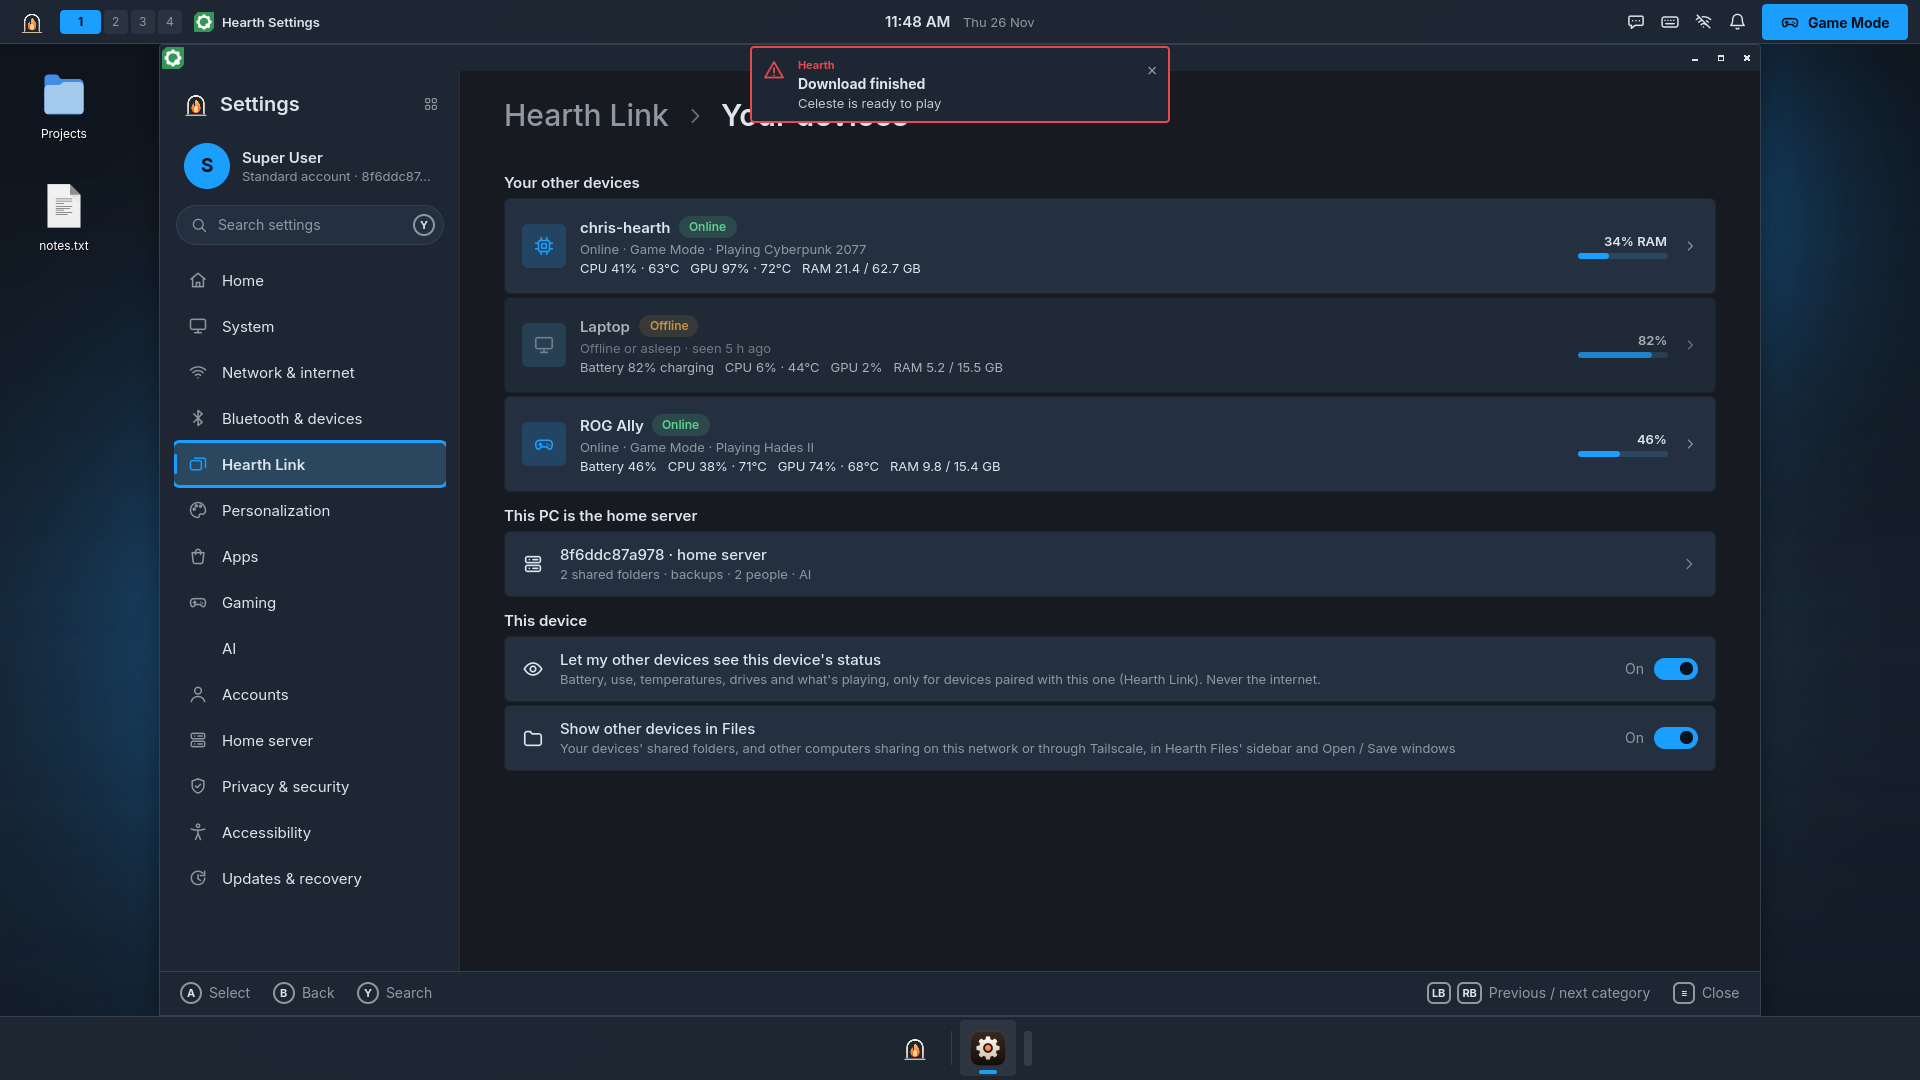 1
2
3
4
Hearth Settings
11:48 AM Thu 26 Nov
Game Mode
Projects
notes.txt
Hearth
Download finished
Celeste is ready to play
Settings
Super User
Standard account · 8f6ddc87...
Search settings
Y
Home
System
Network & internet
Bluetooth & devices
Hearth Link
Personalization
Apps
Gaming
AI
Accounts
Home server
Privacy & security
Accessibility
Updates & recovery
Hearth Link
Your other devices
chris-hearth Online
Online · Game Mode · Playing Cyberpunk 2077
CPU 41% · 63°C GPU 97% · 72°C RAM 21.4 / 62.7 GB
34% RAM
Laptop Offline
Offline or asleep · seen 5 h ago
Battery 82% charging CPU 6% · 44°C GPU 2% RAM 5.2 / 15.5 GB
82%
ROG Ally Online
Online · Game Mode · Playing Hades II
Battery 46% CPU 38% · 71°C GPU 74% · 68°C RAM 9.8 / 15.4 GB
46%
This PC is the home server
8f6ddc87a978 · home server
2 shared folders · backups · 2 people · AI
This device
Let my other devices see this device's status
Battery, use, temperatures, drives and what's playing, only for devices paired with this one (Hearth Link). Never the internet.
On
Show other devices in Files
Your devices' shared folders, and other computers sharing on this network or through Tailscale, in Hearth Files' sidebar and Open / Save windows
On
A Select B Back Y Search
LB RB Previous / next category Close
S